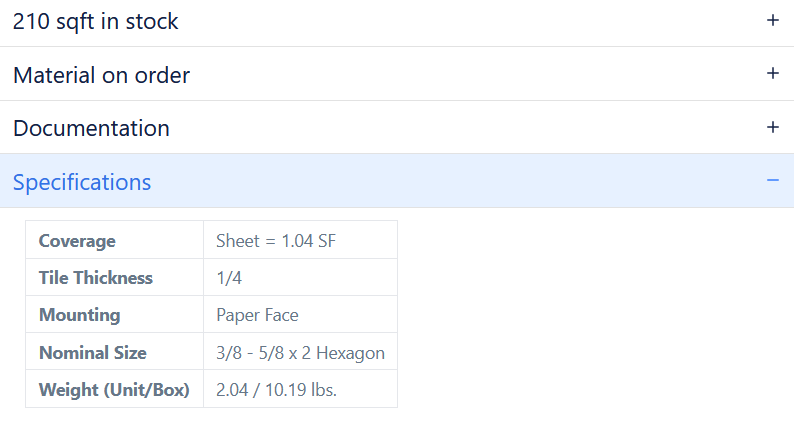 210 sqft in stock +
Material on order +
Documentation +
Specifications −
Coverage Sheet = 1.04 SF
Tile Thickness 1/4
Mounting Paper Face
Nominal Size 3/8 - 5/8 x 2 Hexagon
Weight (Unit/Box) 2.04 / 10.19 lbs.